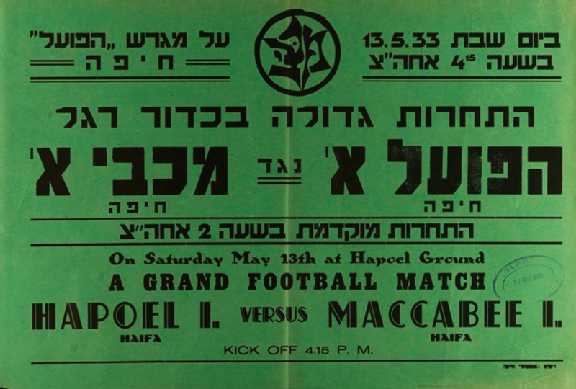 ביום שבת 13.5.33
בשעה 4¹⁵ אחה"צ
על מגרש "הפועל"
חיפה
התחרות גדולה בכדור רגל
הפועל א' נגד מכבי א'
חיפה חיפה
התחרות מוקדמת בשעה 2 אחה"צ
On Saturday May 13th at Hapoel Ground
A GRAND FOOTBALL MATCH
HAPOEL I. VERSUS MACCABEE I.
HAIFA HAIFA
KICK OFF 4.15 P. M.